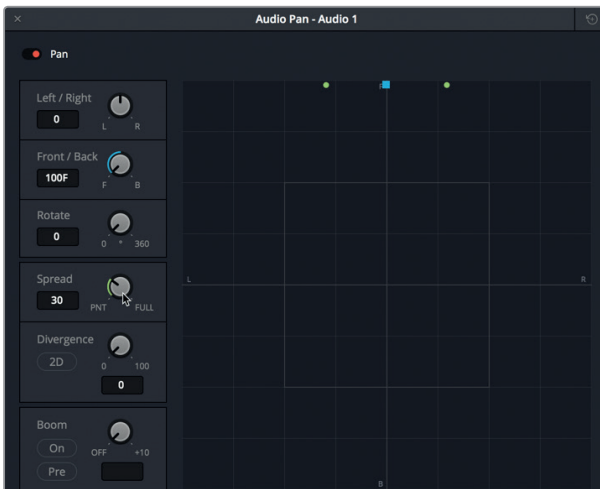 Audio Pan - Audio 1
Pan
Left / Right
0
L R
Front / Back
100F
F B
Rotate
0
0 ° 360
Spread
30
PNT FULL
Divergence
2D
0 100
0
Boom
On
OFF +10
Pre
F
L R
B